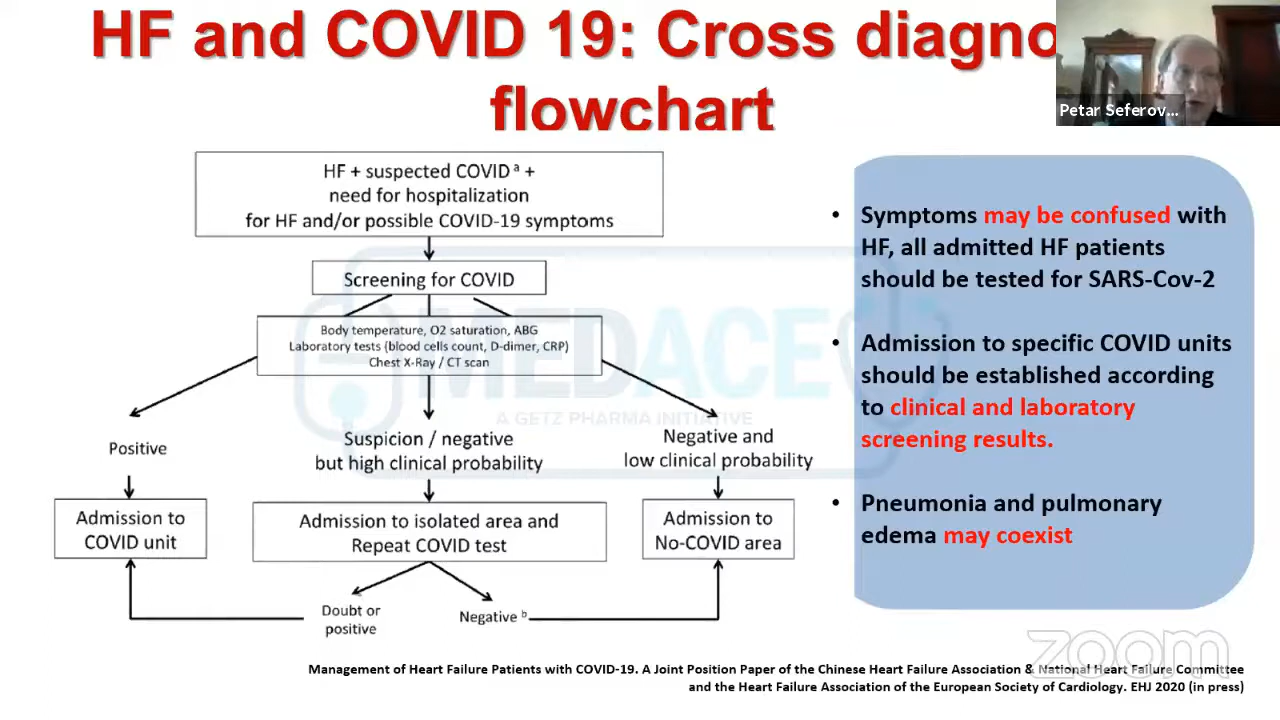 HF and COVID 19: Cross diagno
flowchart
Petar Seferov...
HF + suspected COVID a +
need for hospitalization
for HF and/or possible COVID-19 symptoms
Screening for COVID
Body temperature, O2 saturation, ABG
Laboratory tests (blood cells count, D-dimer, CRP)
Chest X-Ray / CT scan
Positive
Suspicion / negative
but high clinical probability
Negative and
low clinical probability
Admission to
COVID unit
Admission to isolated area and
Repeat COVID test
Admission to
No-COVID area
Doubt or
positive
Negative b
• Symptoms may be confused with
HF, all admitted HF patients
should be tested for SARS-Cov-2
• Admission to specific COVID units
should be established according
to clinical and laboratory
screening results.
• Pneumonia and pulmonary
edema may coexist
MEDACE
A GETZ PHARMA INITIATIVE
zoom
Management of Heart Failure Patients with COVID-19. A Joint Position Paper of the Chinese Heart Failure Association & National Heart Failure Committee
and the Heart Failure Association of the European Society of Cardiology. EHJ 2020 (in press)